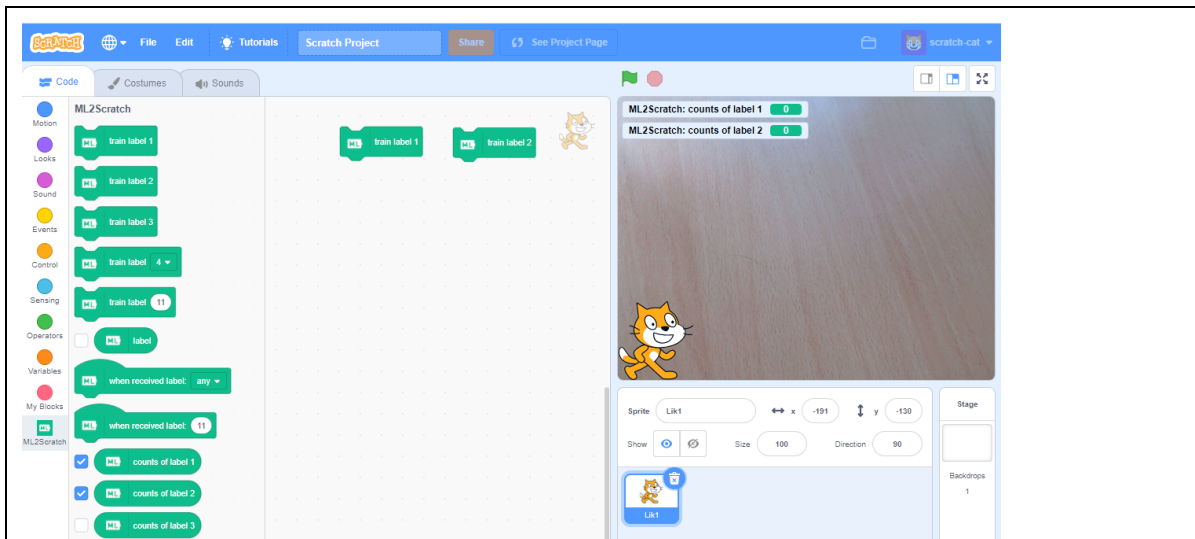 SCRATCH File Edit Tutorials Scratch Project Share See Project Page scratch-cat
Code Costumes Sounds
Motion
Looks
Sound
Events
Control
Sensing
Operators
Variables
My Blocks
ML2Scratch
ML2Scratch
ML train label 1
ML train label 2
ML train label 3
ML train label 4
ML train label 11
ML label
ML when received label: any
ML when received label: 11
ML counts of label 1
ML counts of label 2
ML counts of label 3
ML train label 1
ML train label 2
ML2Scratch: counts of label 1 0
ML2Scratch: counts of label 2 0
Sprite Lik1 x -191 y -130
Show Size 100 Direction 90
Lik1
Stage
Backdrops
1